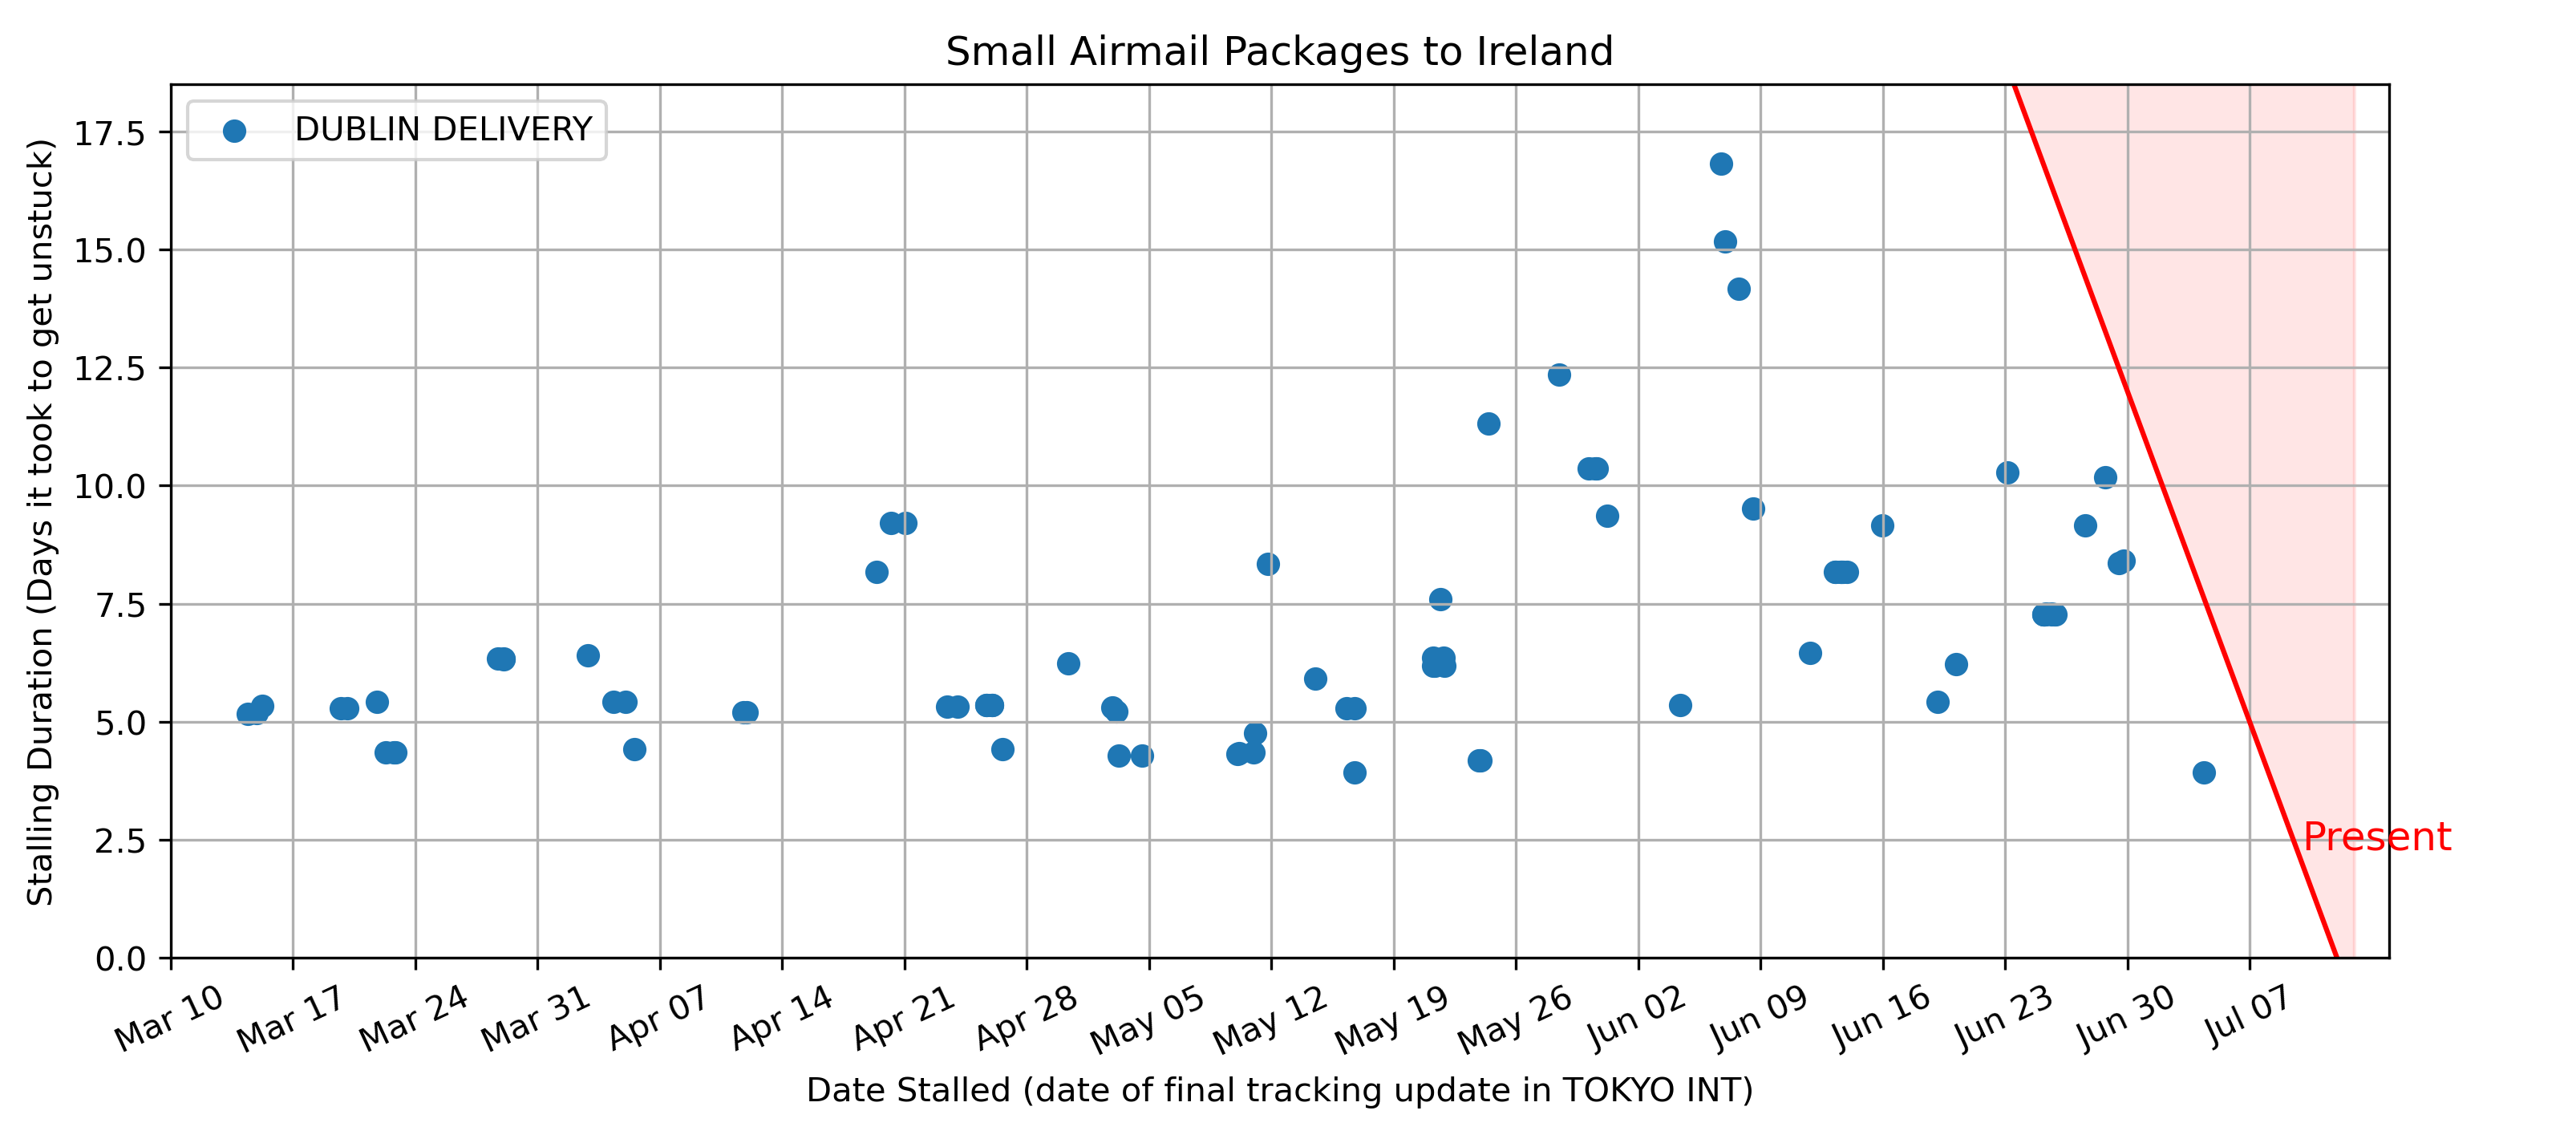 Small Airmail Packages to Ireland
DUBLIN DELIVERY
Stalling Duration (Days it took to get unstuck)
17.5
15.0
12.5
10.0
7.5
5.0
2.5
0.0
Present
Mar 10
Mar 17
Mar 24
Mar 31
Apr 07
Apr 14
Apr 21
Apr 28
May 05
May 12
May 19
May 26
Jun 02
Jun 09
Jun 16
Jun 23
Jun 30
Jul 07
Date Stalled (date of final tracking update in TOKYO INT)